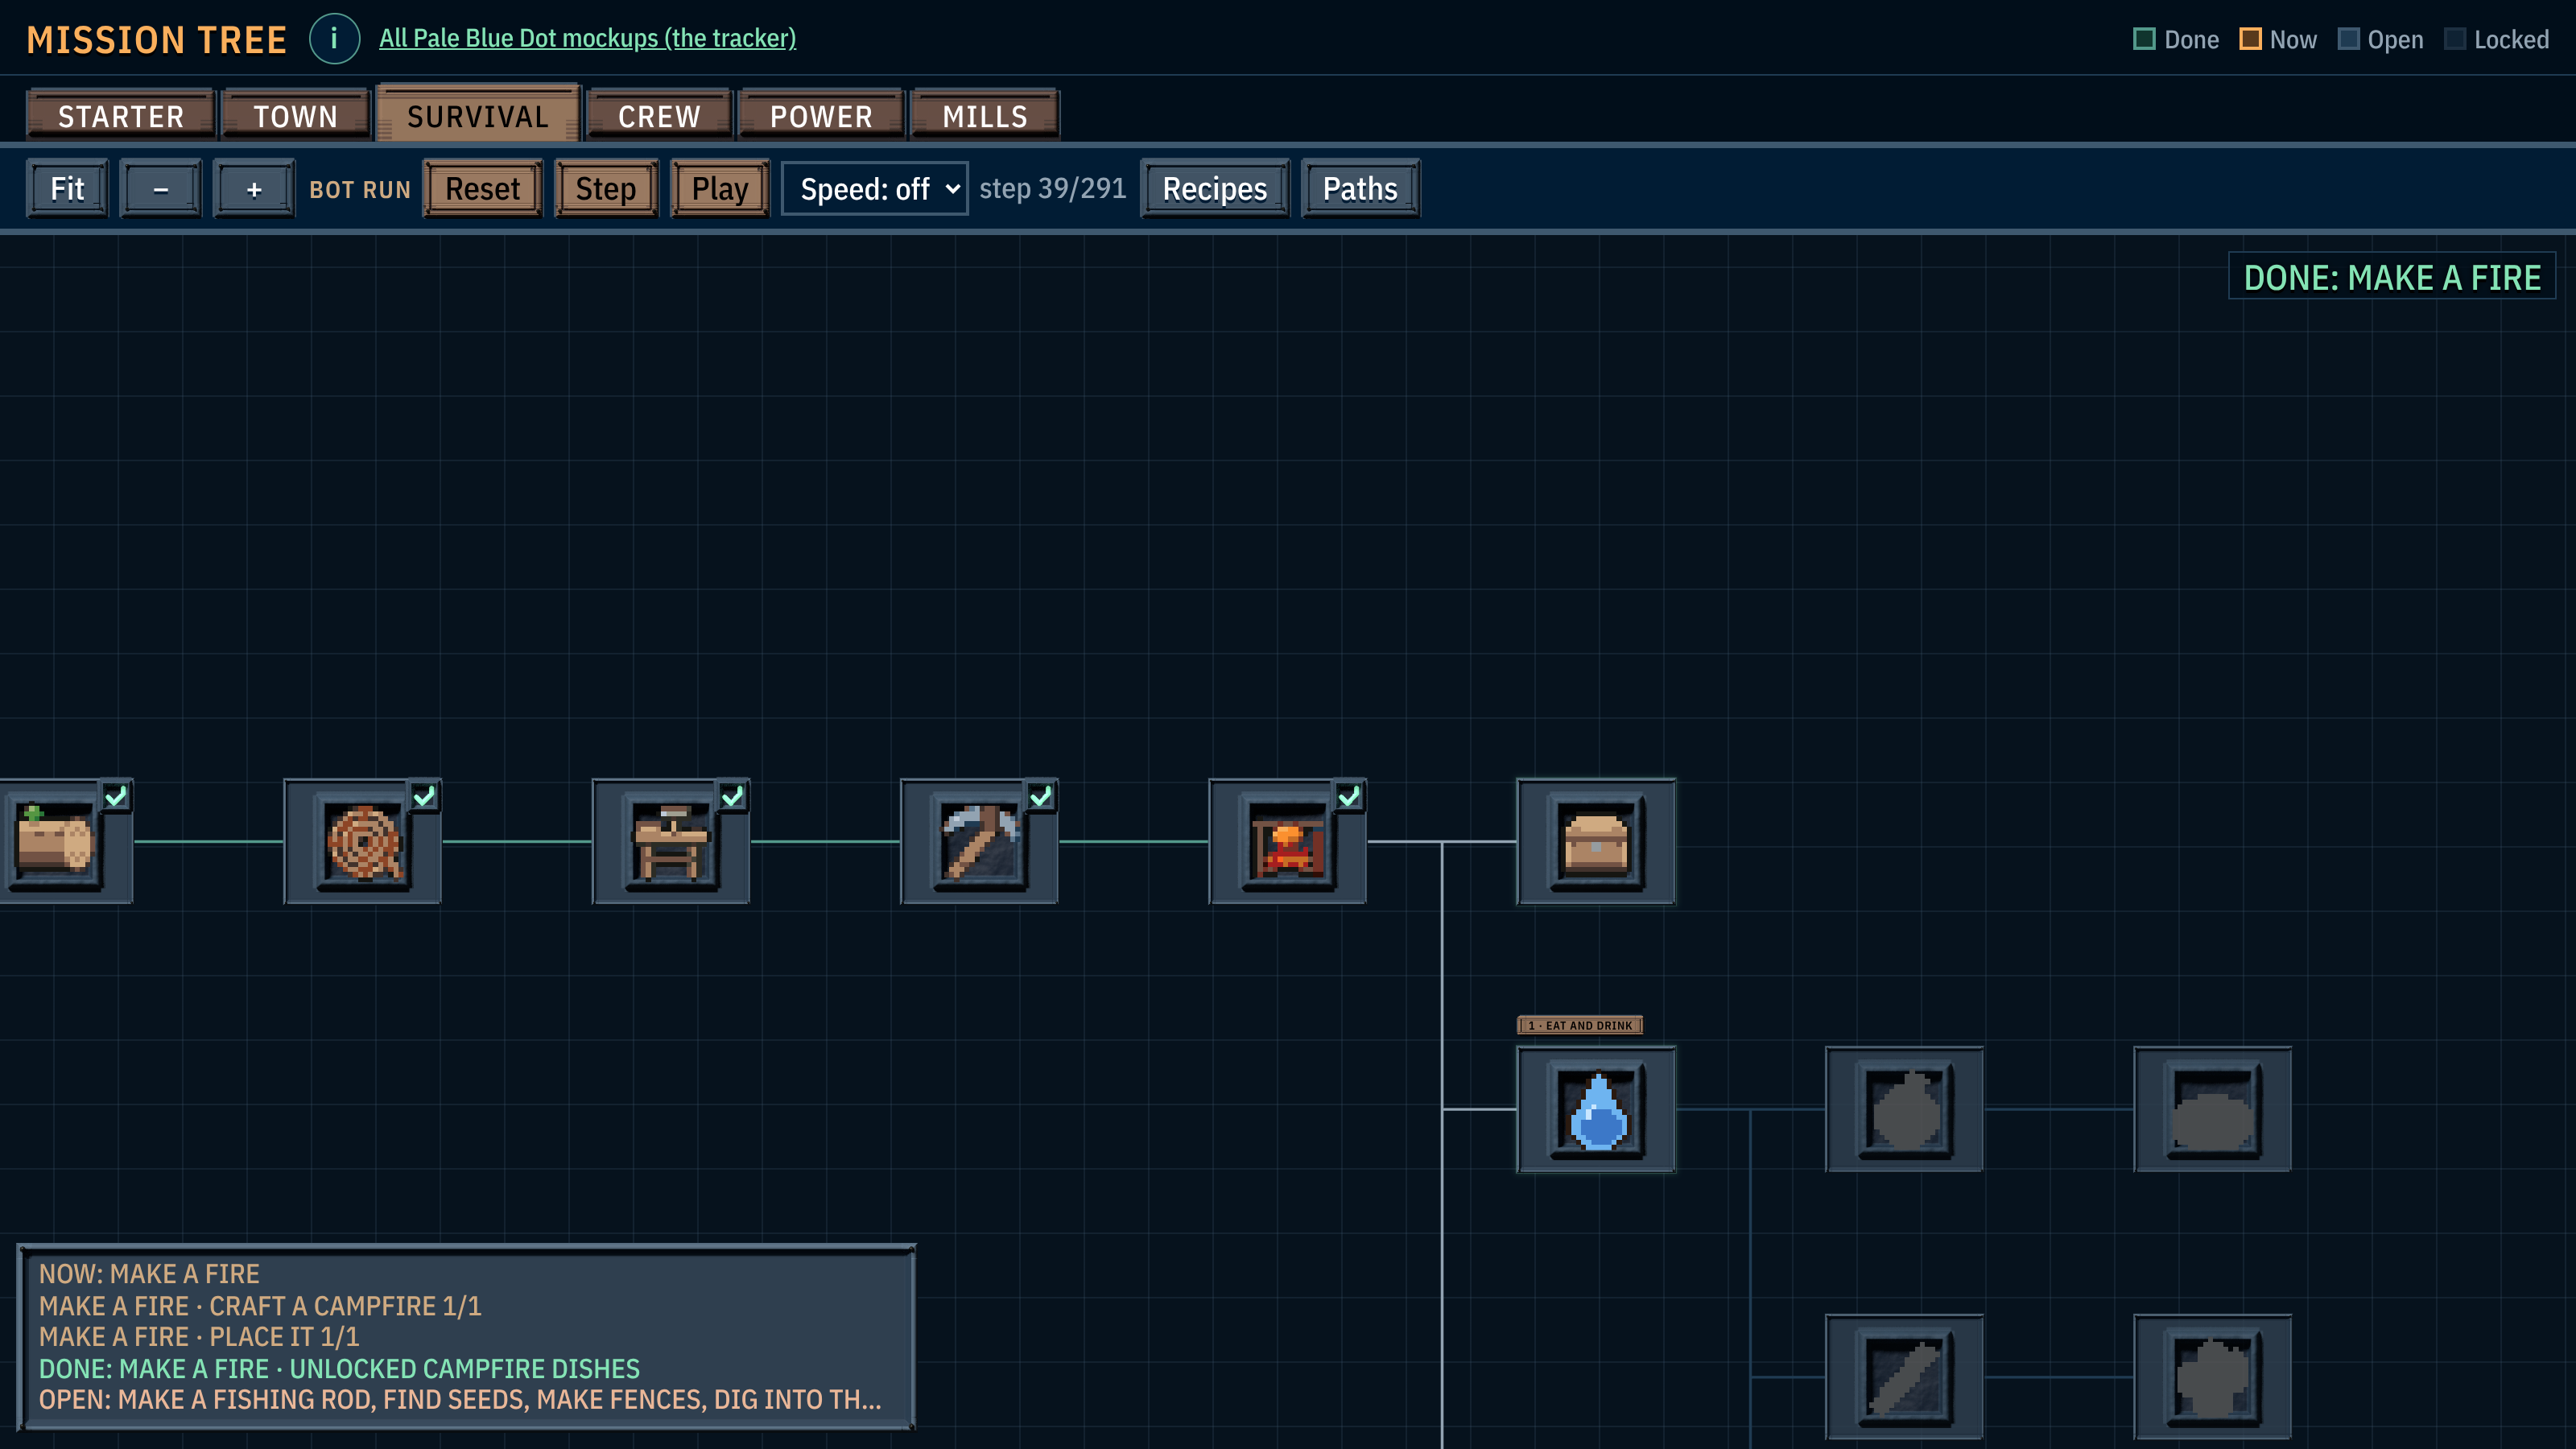 MISSION TREE
i
All Pale Blue Dot mockups (the tracker)
Done
Now
Open
Locked
STARTER
TOWN
SURVIVAL
CREW
POWER
MILLS
Fit
–
+
BOT RUN
Reset
Step
Play
Speed: off
step 39/291
Recipes
Paths
DONE: MAKE A FIRE
1 · EAT AND DRINK
NOW: MAKE A FIRE
MAKE A FIRE · CRAFT A CAMPFIRE 1/1
MAKE A FIRE · PLACE IT 1/1
DONE: MAKE A FIRE · UNLOCKED CAMPFIRE DISHES
OPEN: MAKE A FISHING ROD, FIND SEEDS, MAKE FENCES, DIG INTO TH...